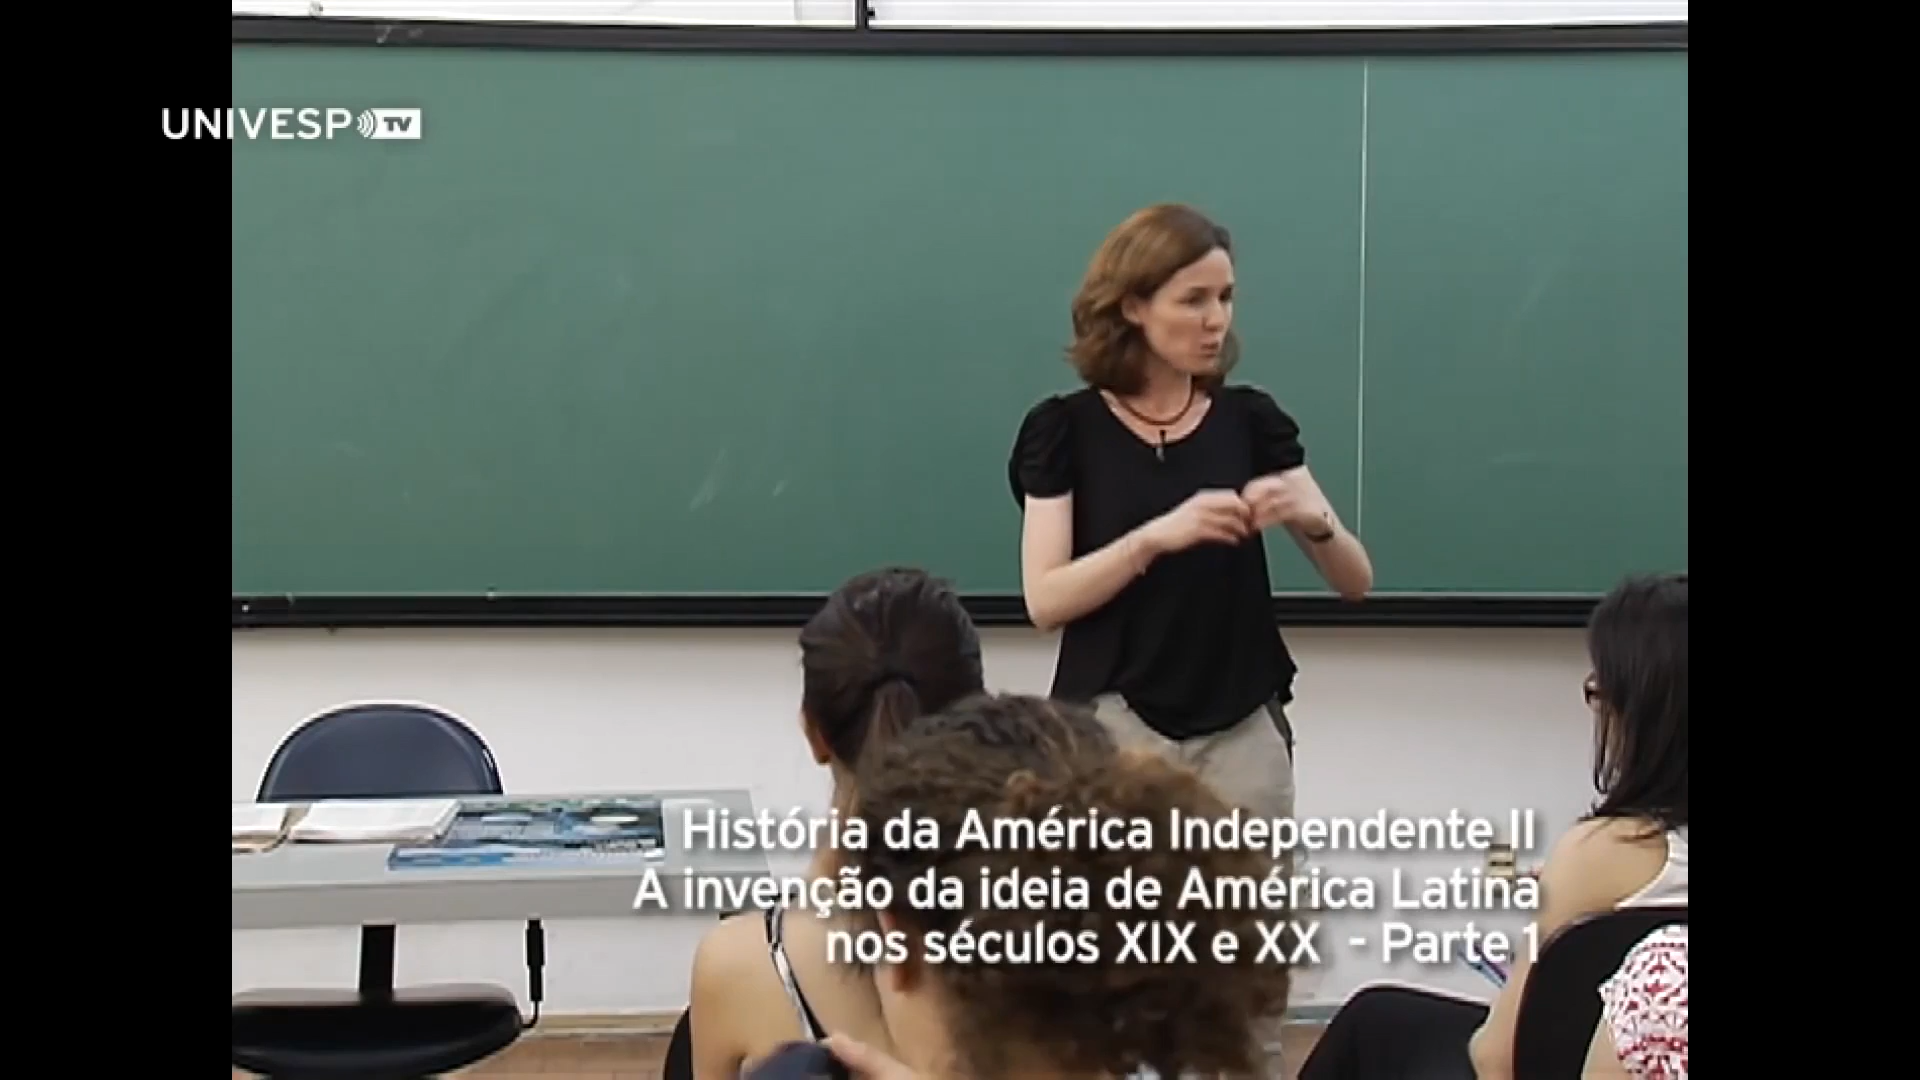 UNIVESP TV
História da América Independente II
A invenção da ideia de América Latina
nos séculos XIX e XX - Parte 1